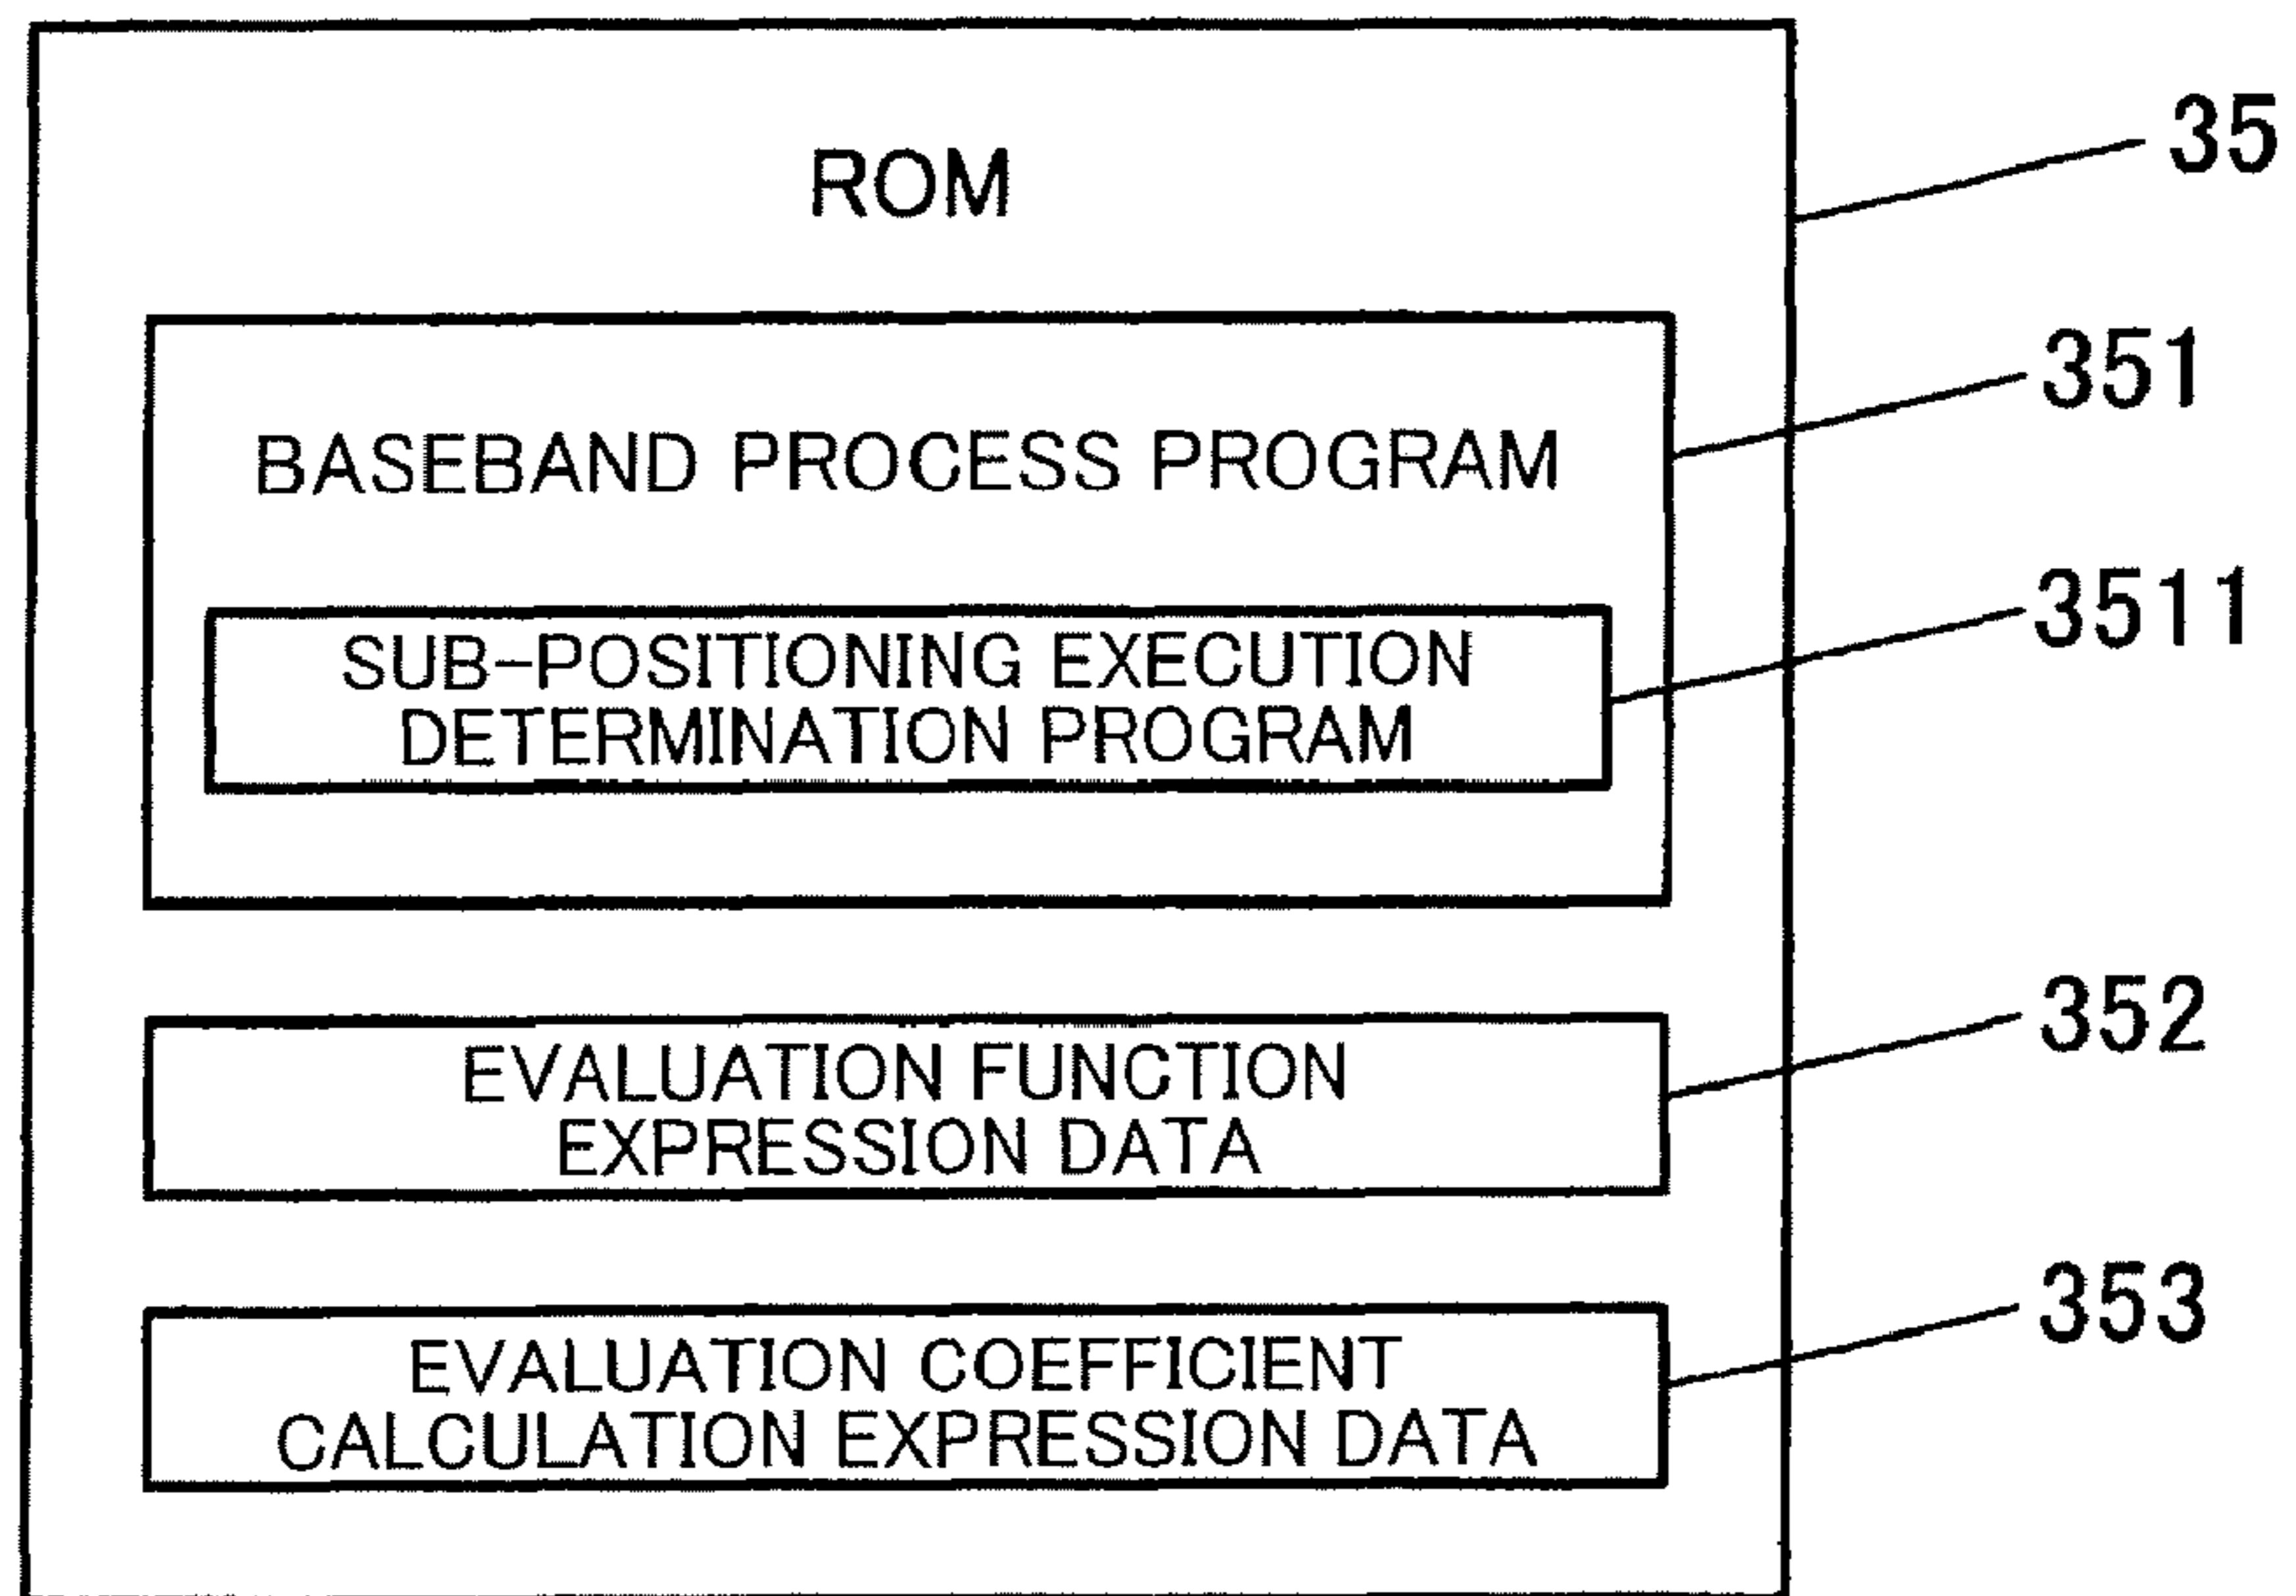 ROM
35
BASEBAND PROCESS PROGRAM
351
SUB-POSITIONING EXECUTION
DETERMINATION PROGRAM
3511
EVALUATION FUNCTION
EXPRESSION DATA
352
EVALUATION COEFFICIENT
CALCULATION EXPRESSION DATA
353